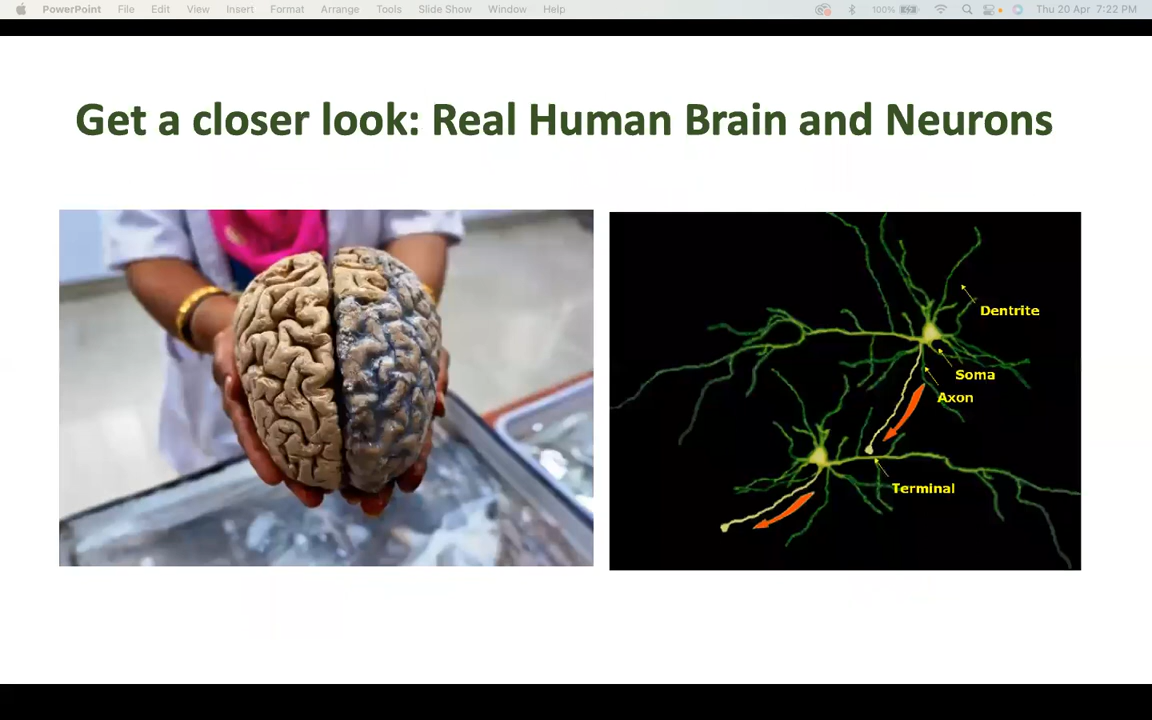 PowerPoint File Edit View Insert Format Arrange Tools Slide Show Window Help 100% Thu 20 Apr 7:22 PM
Get a closer look: Real Human Brain and Neurons
Dentrite
Soma
Axon
Terminal